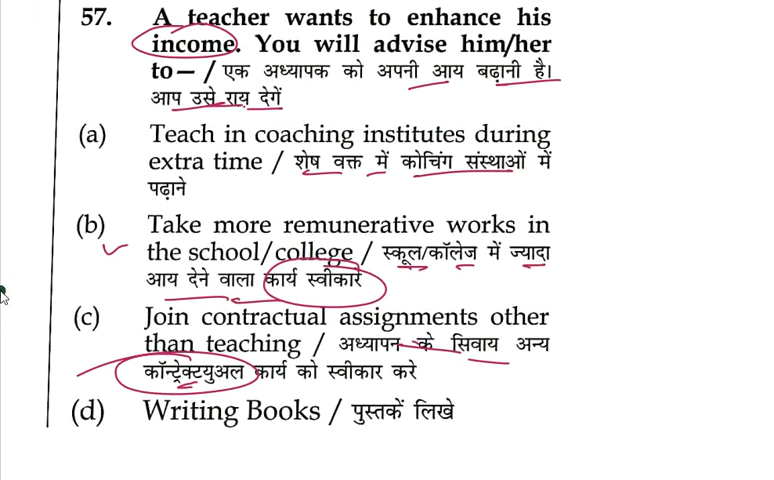 57. A teacher wants to enhance his
income. You will advise him/her
to— / एक अध्यापक को अपनी आय बढ़ानी है।
आप उसे राय देगें
(a) Teach in coaching institutes during
extra time / शेष वक्त में कोचिंग संस्थाओं में
पढ़ाने
(b) Take more remunerative works in
the school/college / स्कूल/कॉलेज में ज्यादा
आय देने वाला कार्य स्वीकारें
(c) Join contractual assignments other
than teaching / अध्यापन के सिवाय अन्य
कॉन्ट्रेक्टयुअल कार्य को स्वीकार करे
(d) Writing Books / पुस्तकें लिखे